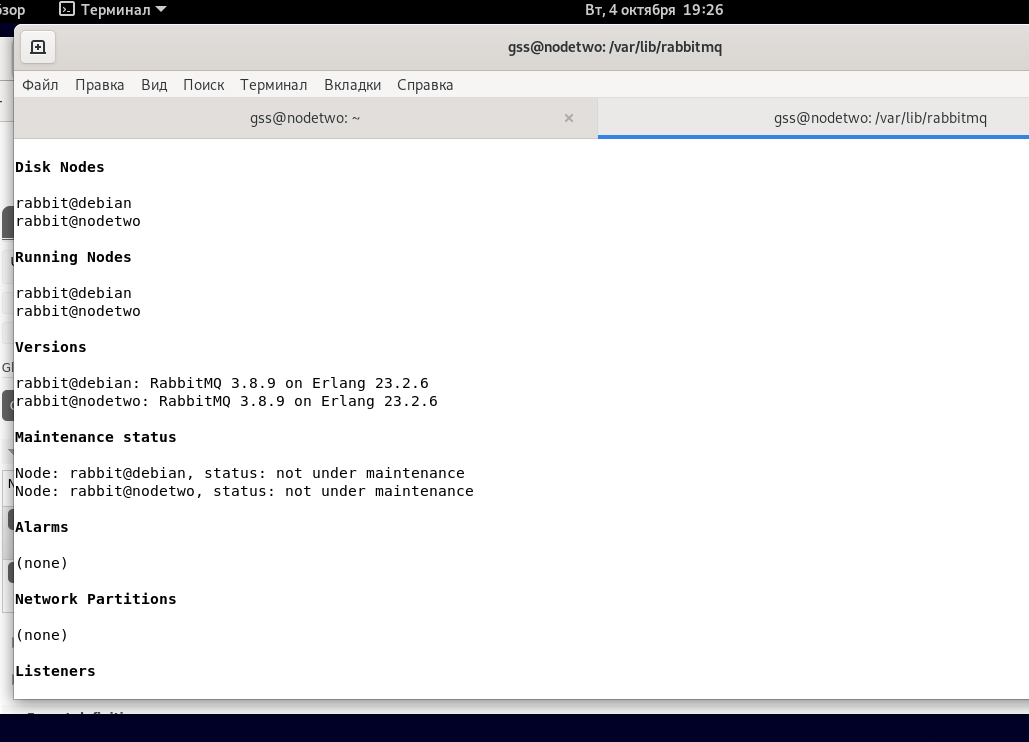 Терминал
Вт, 4 октября 19:26
gss@nodetwo: /var/lib/rabbitmq
Файл Правка Вид Поиск Терминал Вкладки Справка
gss@nodetwo: ~ ×
gss@nodetwo: /var/lib/rabbitmq
Disk Nodes
rabbit@debian
rabbit@nodetwo
Running Nodes
rabbit@debian
rabbit@nodetwo
Versions
rabbit@debian: RabbitMQ 3.8.9 on Erlang 23.2.6
rabbit@nodetwo: RabbitMQ 3.8.9 on Erlang 23.2.6
Maintenance status
Node: rabbit@debian, status: not under maintenance
Node: rabbit@nodetwo, status: not under maintenance
Alarms
(none)
Network Partitions
(none)
Listeners